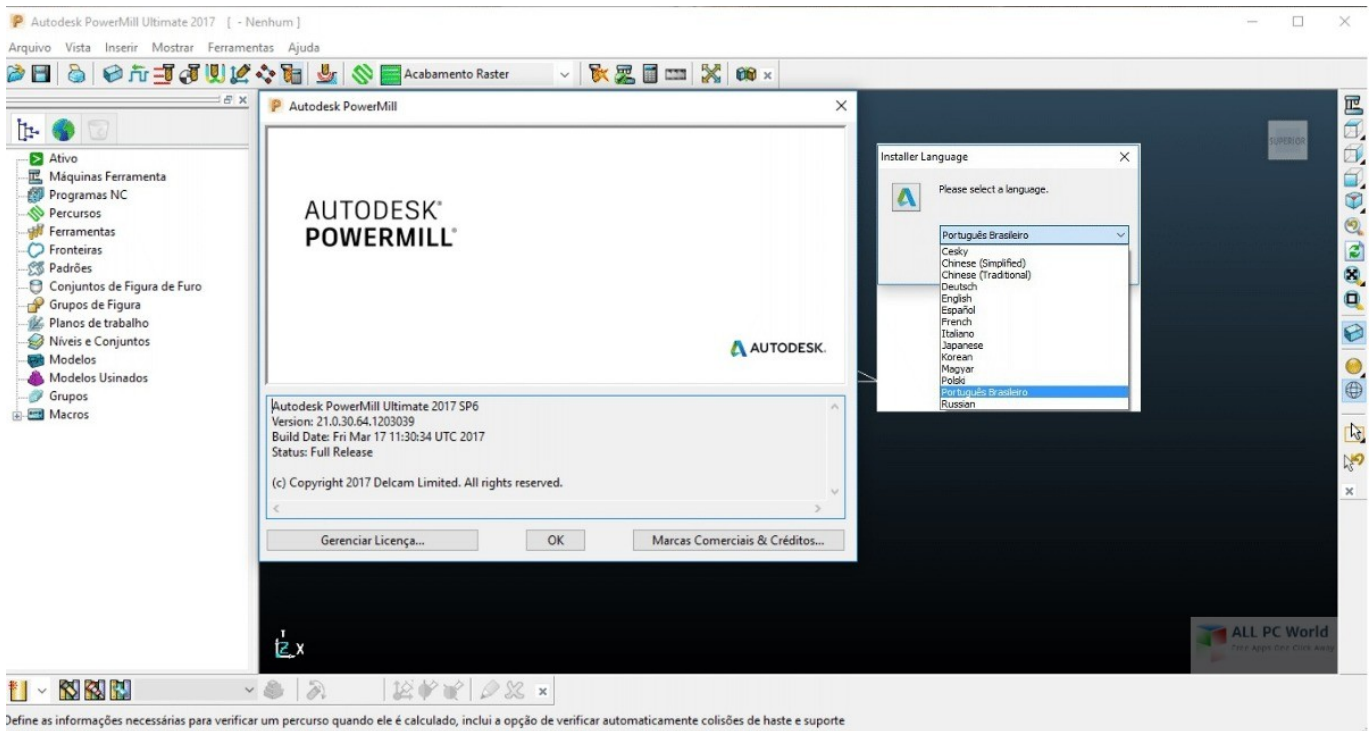 Autodesk PowerMill Ultimate 2017 [ - Nenhum ]
Arquivo Vista Inserir Mostrar Ferramentas Ajuda
Acabamento Raster
Ativo
Máquinas Ferramenta
Programas NC
Percursos
Ferramentas
Fronteiras
Padrões
Conjuntos de Figura de Furo
Grupos de Figura
Planos de trabalho
Níveis e Conjuntos
Modelos
Modelos Usinados
Grupos
Macros
Autodesk PowerMill
AUTODESK®
POWERMILL®
AUTODESK.
Autodesk PowerMill Ultimate 2017 SP6
Version: 21.0.30.64.1203039
Build Date: Fri Mar 17 11:30:34 UTC 2017
Status: Full Release
(c) Copyright 2017 Delcam Limited. All rights reserved.
Gerenciar Licença...
OK
Marcas Comerciais & Créditos...
Installer Language
Please select a language.
Português Brasileiro
Cesky
Chinese (Simplified)
Chinese (Traditional)
Deutsch
English
Español
French
Italiano
Japanese
Korean
Magyar
Polski
Português Brasileiro
Russian
SUPERIOR
Z X
ALL PC World
Free Apps One Click Away
Define as informações necessárias para verificar um percurso quando ele é calculado, inclui a opção de verificar automaticamente colisões de haste e suporte